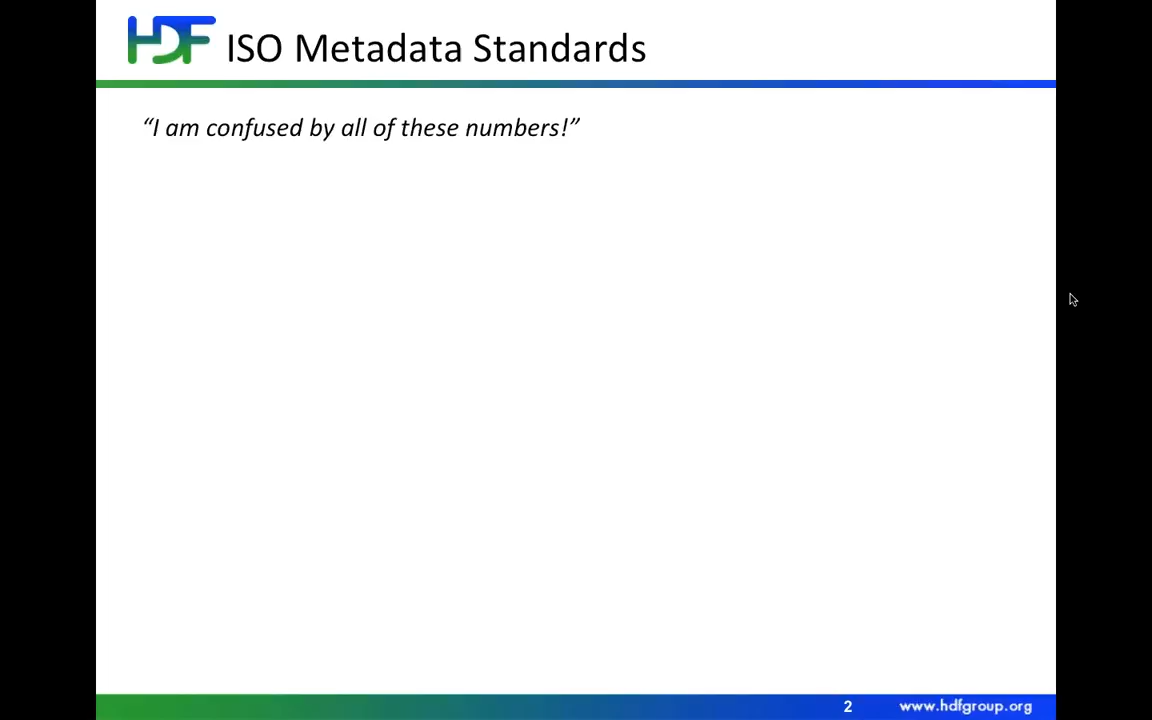 HDF ISO Metadata Standards
“I am confused by all of these numbers!”
2 www.hdfgroup.org